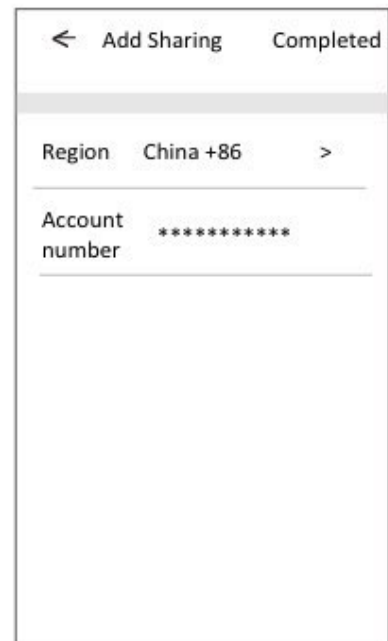 ← Add Sharing Completed
Region China +86 >
Account
number ***********